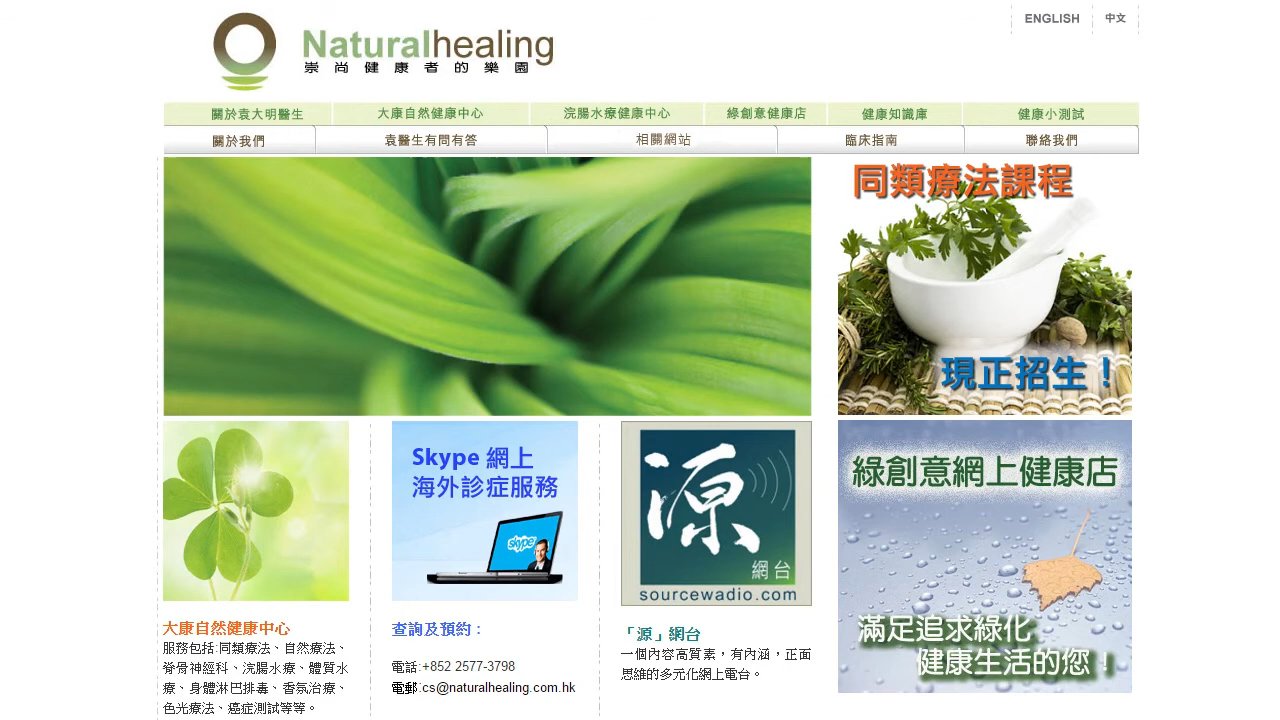 ENGLISH
中文
Naturalhealing
崇尚健康者的樂園
關於袁大明醫生
大康自然健康中心
浣腸水療健康中心
綠創意健康店
健康知識庫
健康小測試
關於我們
袁醫生有問有答
相關網站
臨床指南
聯絡我們
同類療法課程
現正招生！
Skype 網上
海外診症服務
skype
源
網台
sourcewadio.com
綠創意網上健康店
滿足追求綠化
健康生活的您！
大康自然健康中心
服務包括:同類療法、自然療法、
脊骨神經科、浣腸水療、體質水
療、身體淋巴排毒、香氛治療、
色光療法、癌症測試等等。
查詢及預約：
電話:+852 2577-3798
電郵:cs@naturalhealing.com.hk
「源」網台
一個內容高質素，有內涵，正面
思維的多元化網上電台。